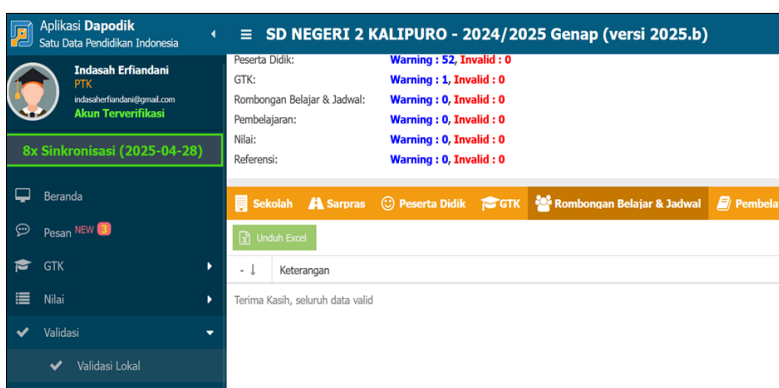 Aplikasi Dapodik
Satu Data Pendidikan Indonesia
SD NEGERI 2 KALIPURO - 2024/2025 Genap (versi 2025.b)
Indasah Erfiandani
PTK
indasaherfiandani@gmail.com
Akun Terverifikasi
8x Sinkronisasi (2025-04-28)
Beranda
Pesan NEW 3
GTK
Nilai
Validasi
Validasi Lokal
Peserta Didik: Warning : 52, Invalid : 0
GTK: Warning : 1, Invalid : 0
Rombongan Belajar & Jadwal: Warning : 0, Invalid : 0
Pembelajaran: Warning : 0, Invalid : 0
Nilai: Warning : 0, Invalid : 0
Referensi: Warning : 0, Invalid : 0
Sekolah Sarpras Peserta Didik GTK Rombongan Belajar & Jadwal Pembela
Unduh Excel
- ↓ Keterangan
Terima Kasih, seluruh data valid